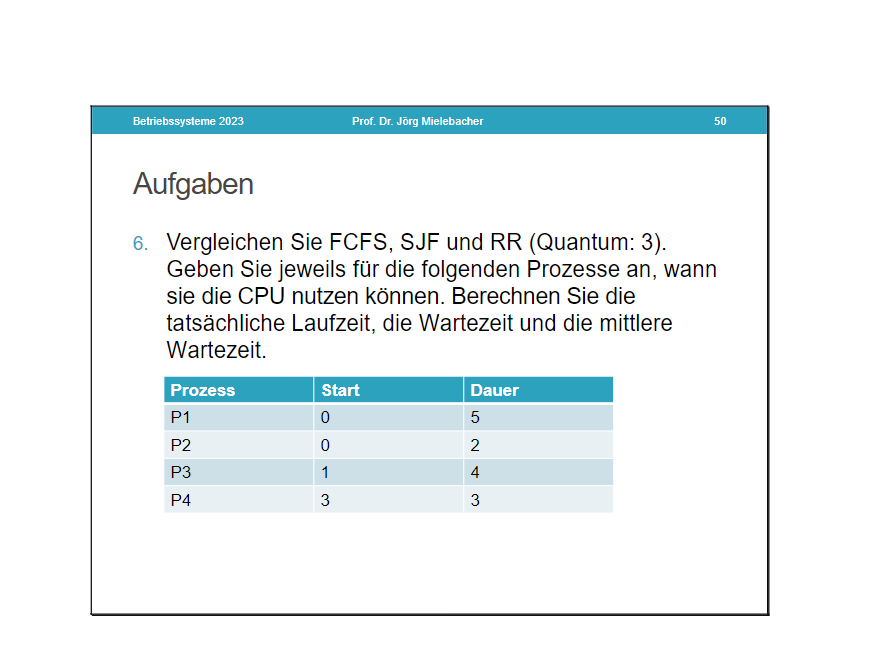 Betriebssysteme 2023 Prof. Dr. Jörg Mielebacher 50
Aufgaben
6. Vergleichen Sie FCFS, SJF und RR (Quantum: 3).
Geben Sie jeweils für die folgenden Prozesse an, wann
sie die CPU nutzen können. Berechnen Sie die
tatsächliche Laufzeit, die Wartezeit und die mittlere
Wartezeit.
Prozess Start Dauer
P1 0 5
P2 0 2
P3 1 4
P4 3 3